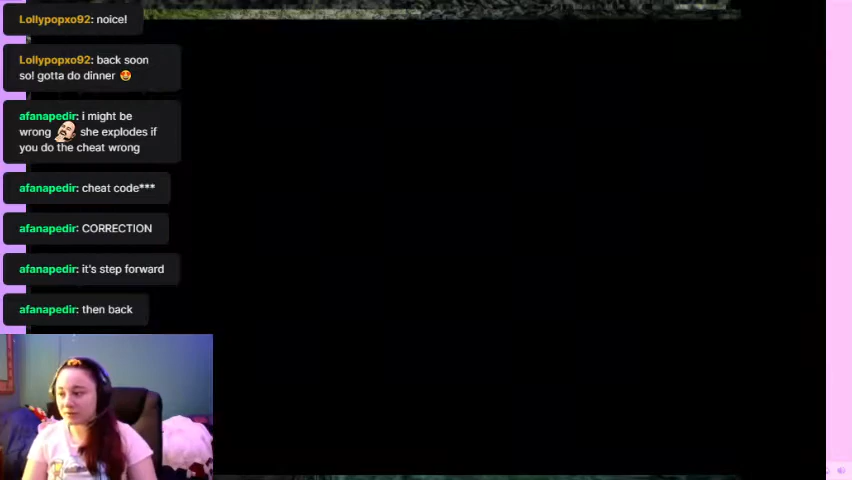 Lollypopxo92: noice!
Lollypopxo92: back soon
so! gotta do dinner 😍
afanapedir: i might be
wrong she explodes if
you do the cheat wrong
afanapedir: cheat code***
afanapedir: CORRECTION
afanapedir: it's step forward
afanapedir: then back